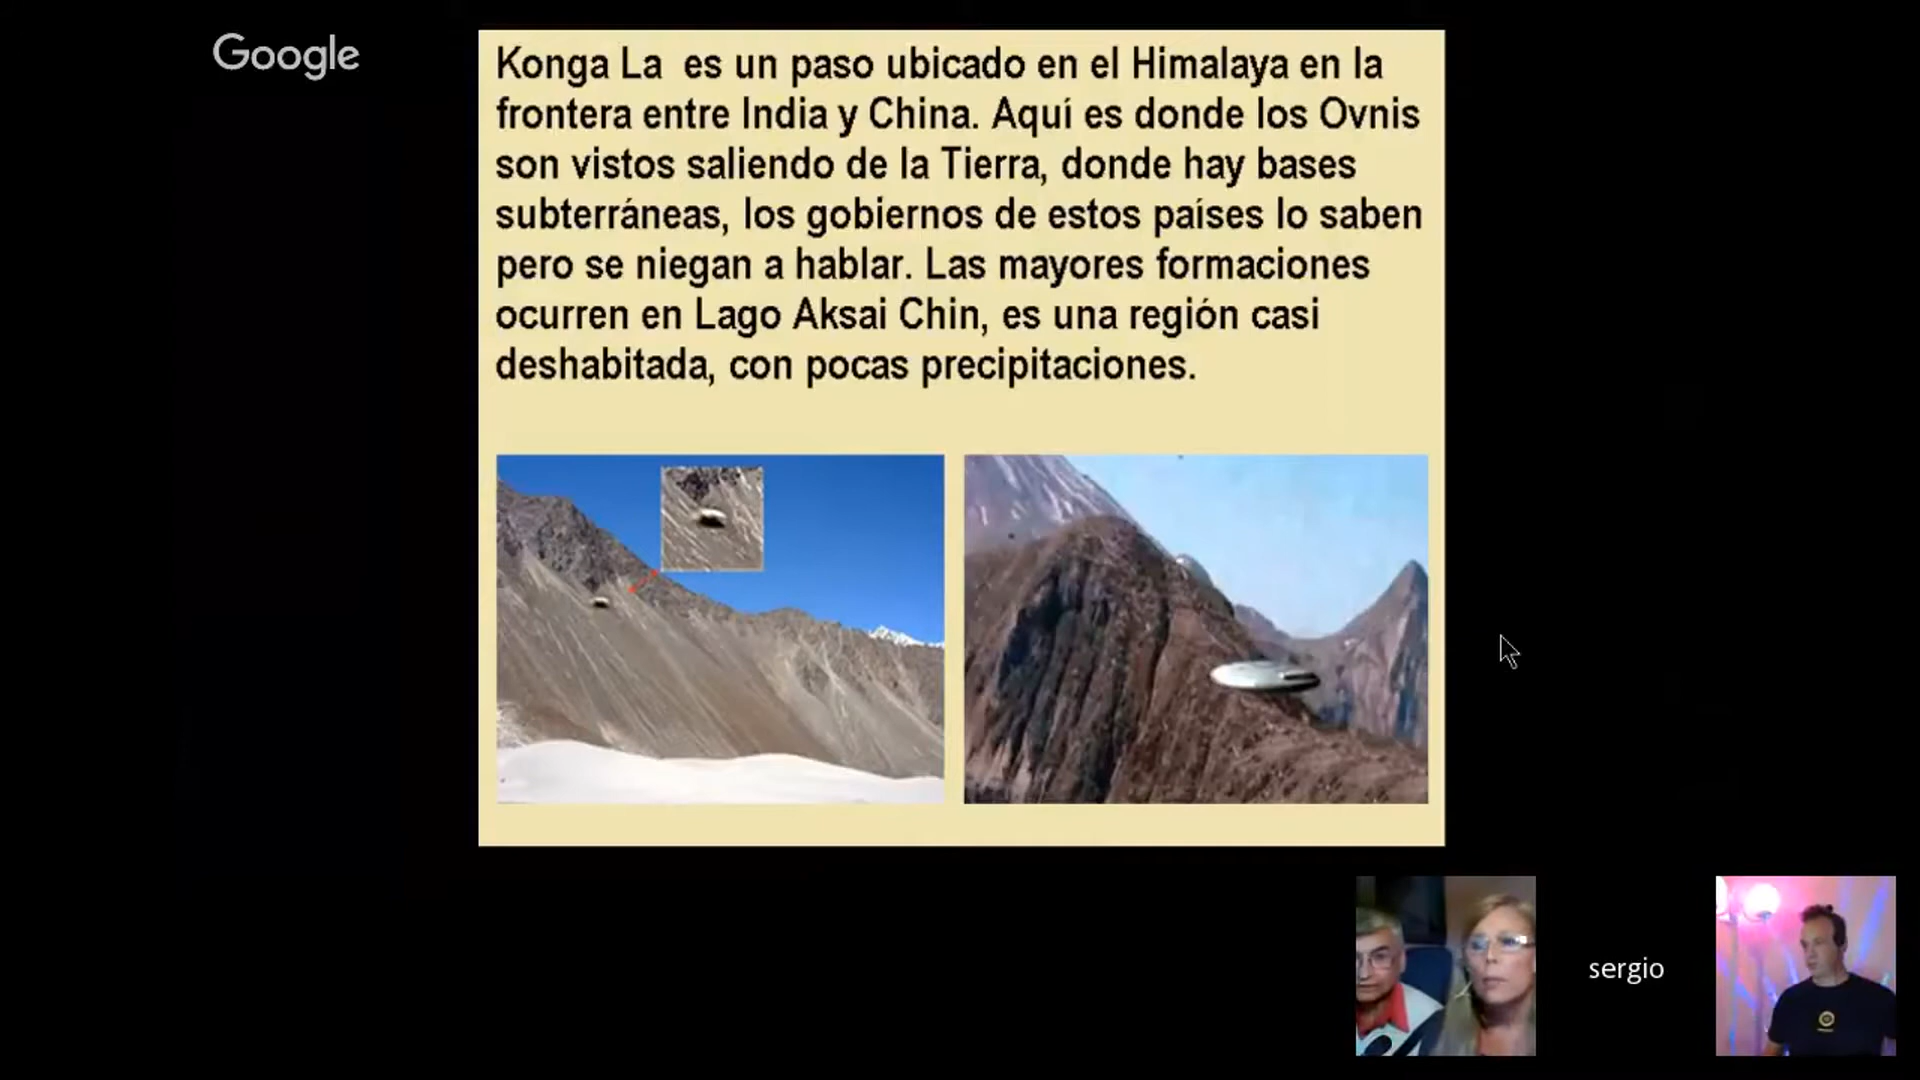 Google
Konga La es un paso ubicado en el Himalaya en la
frontera entre India y China. Aquí es donde los Ovnis
son vistos saliendo de la Tierra, donde hay bases
subterráneas, los gobiernos de estos países lo saben
pero se niegan a hablar. Las mayores formaciones
ocurren en Lago Aksai Chin, es una región casi
deshabitada, con pocas precipitaciones.
sergio